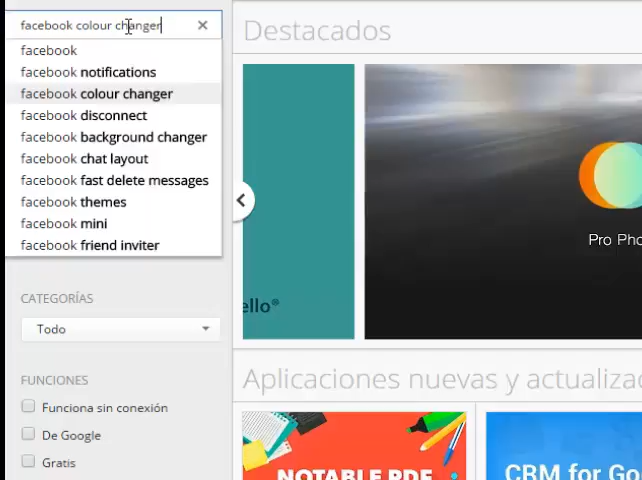 facebook colour changer
facebook
facebook notifications
facebook colour changer
facebook disconnect
facebook background changer
facebook chat layout
facebook fast delete messages
facebook themes
facebook mini
facebook friend inviter
CATEGORÍAS
Todo
FUNCIONES
Funciona sin conexión
De Google
Gratis
Destacados
ello®
Pro Pho
Aplicaciones nuevas y actualiza
NOTABLE PDF
CRM for Go